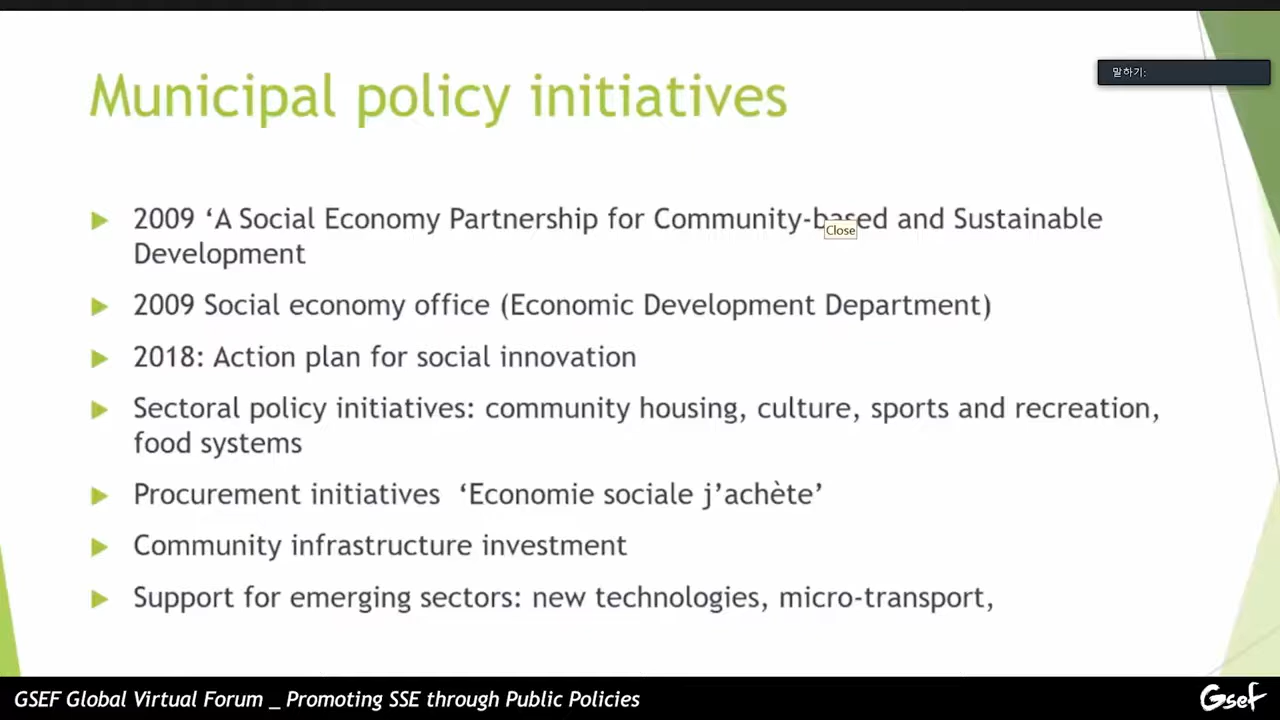 Municipal policy initiatives
말하기:
2009 ‘A Social Economy Partnership for Community-based and Sustainable
Close
Development
2009 Social economy office (Economic Development Department)
2018: Action plan for social innovation
Sectoral policy initiatives: community housing, culture, sports and recreation,
food systems
Procurement initiatives ‘Economie sociale j’achète’
Community infrastructure investment
Support for emerging sectors: new technologies, micro-transport,
GSEF Global Virtual Forum _ Promoting SSE through Public Policies
Gsef